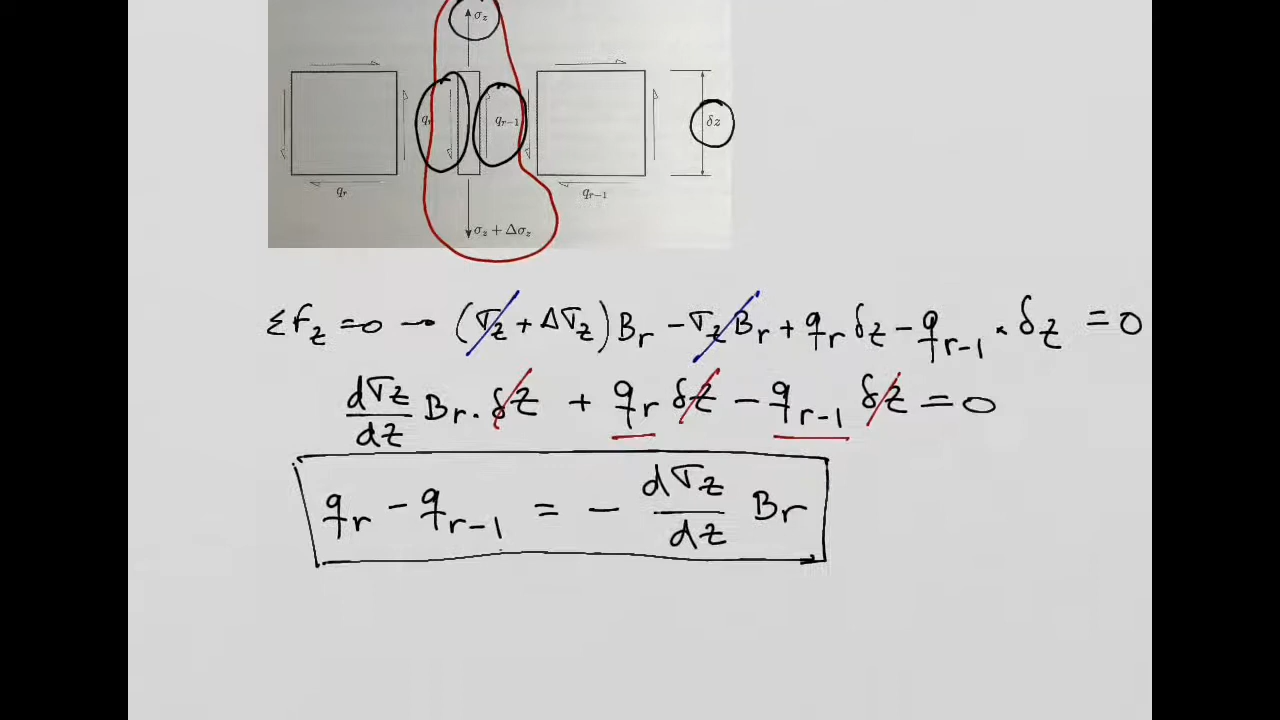 σz
qr qr−1 δz
qr qr−1
σz + Δσz
ΣFz = 0 → (σz + Δσz) Br − σz Br + qr δz − qr−1 · δz = 0
dσz/dz Br · δz + qr δz − qr−1 δz = 0
qr − qr−1 = − dσz/dz Br